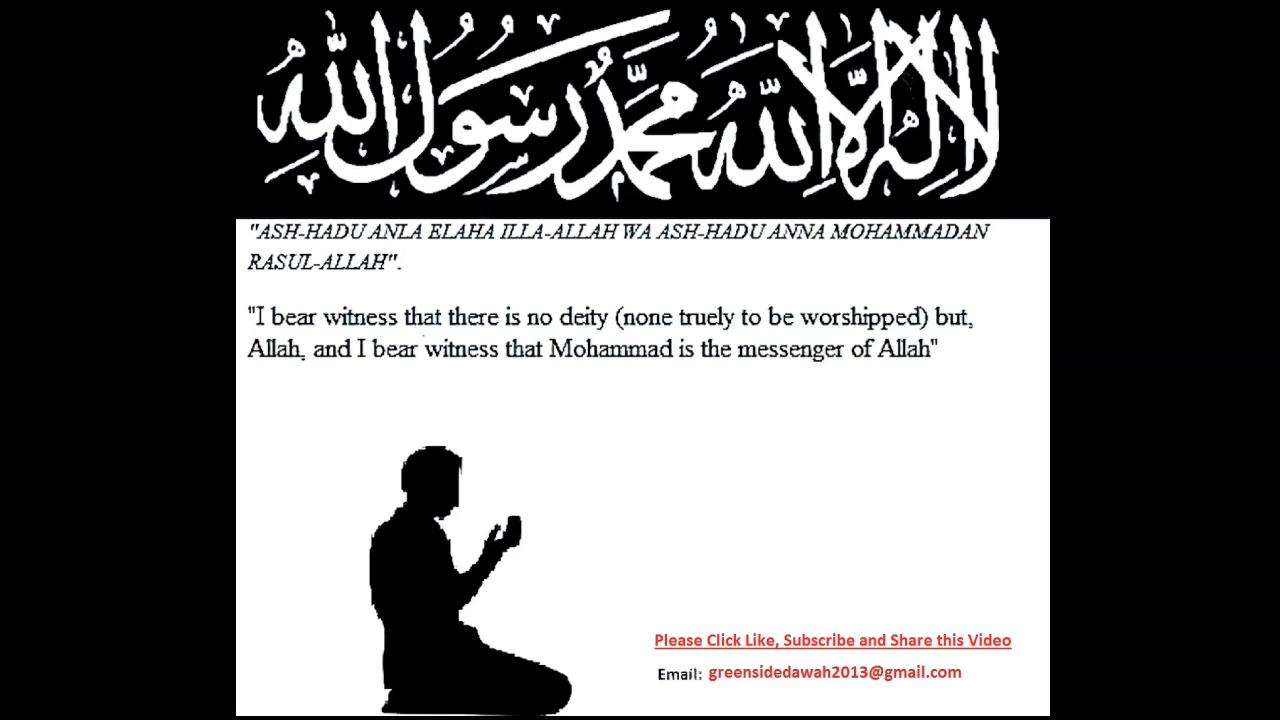 لا إله إلا الله محمد رسول الله
"ASH-HADU ANLA ELAHA ILLA-ALLAH WA ASH-HADU ANNA MOHAMMADAN
RASUL-ALLAH".
"I bear witness that there is no deity (none truely to be worshipped) but,
Allah, and I bear witness that Mohammad is the messenger of Allah"
Please Click Like, Subscribe and Share this Video
Email: greensidedawah2013@gmail.com